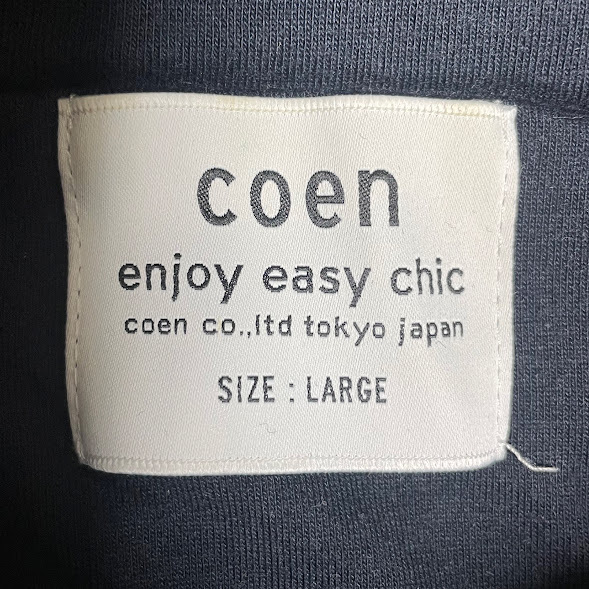 coen
enjoy easy chic
coen co.,ltd tokyo japan
SIZE : LARGE